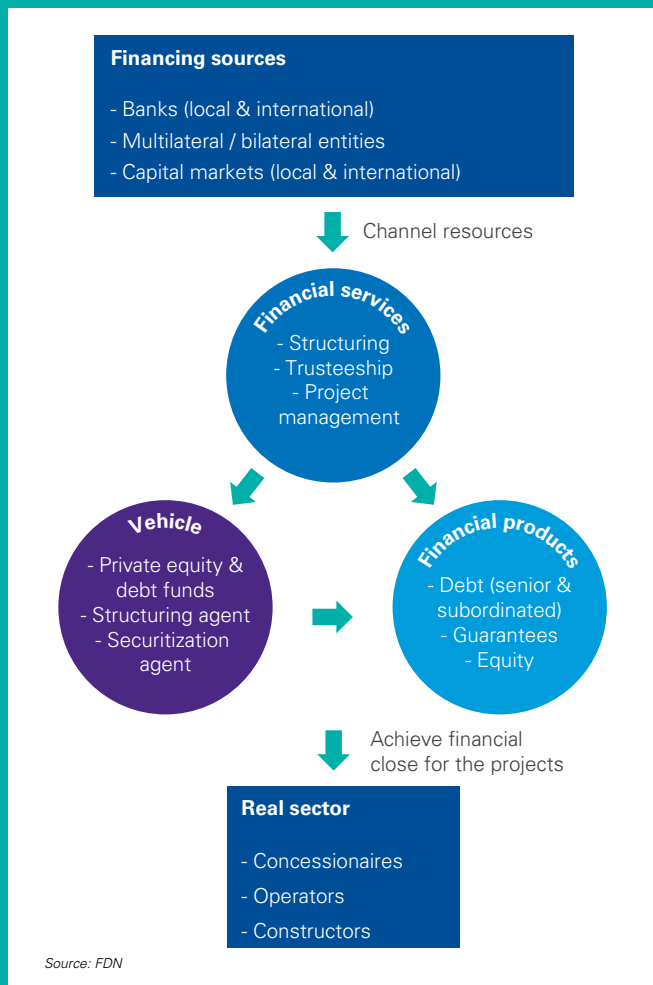 Financing sources
- Banks (local & international)
- Multilateral / bilateral entities
- Capital markets (local & international)
Channel resources
Financial services
- Structuring
- Trusteeship
- Project
management
Vehicle
- Private equity &
debt funds
- Structuring agent
- Securitization
agent
Financial products
- Debt (senior &
subordinated)
- Guarantees
- Equity
Achieve financial
close for the projects
Real sector
- Concessionaires
- Operators
- Constructors
Source: FDN